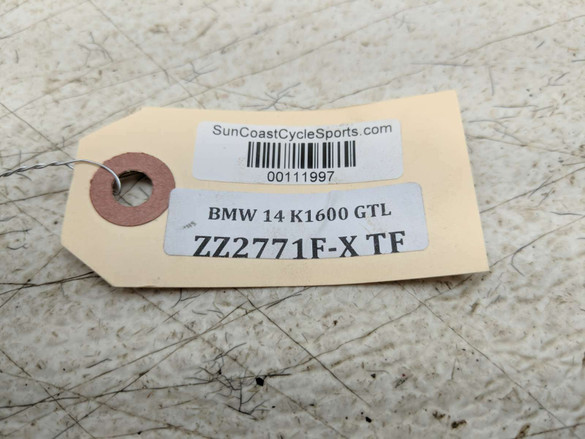 SunCoastCycleSports.com
00111997
BMW 14 K1600 GTL
ZZ2771F-X TF